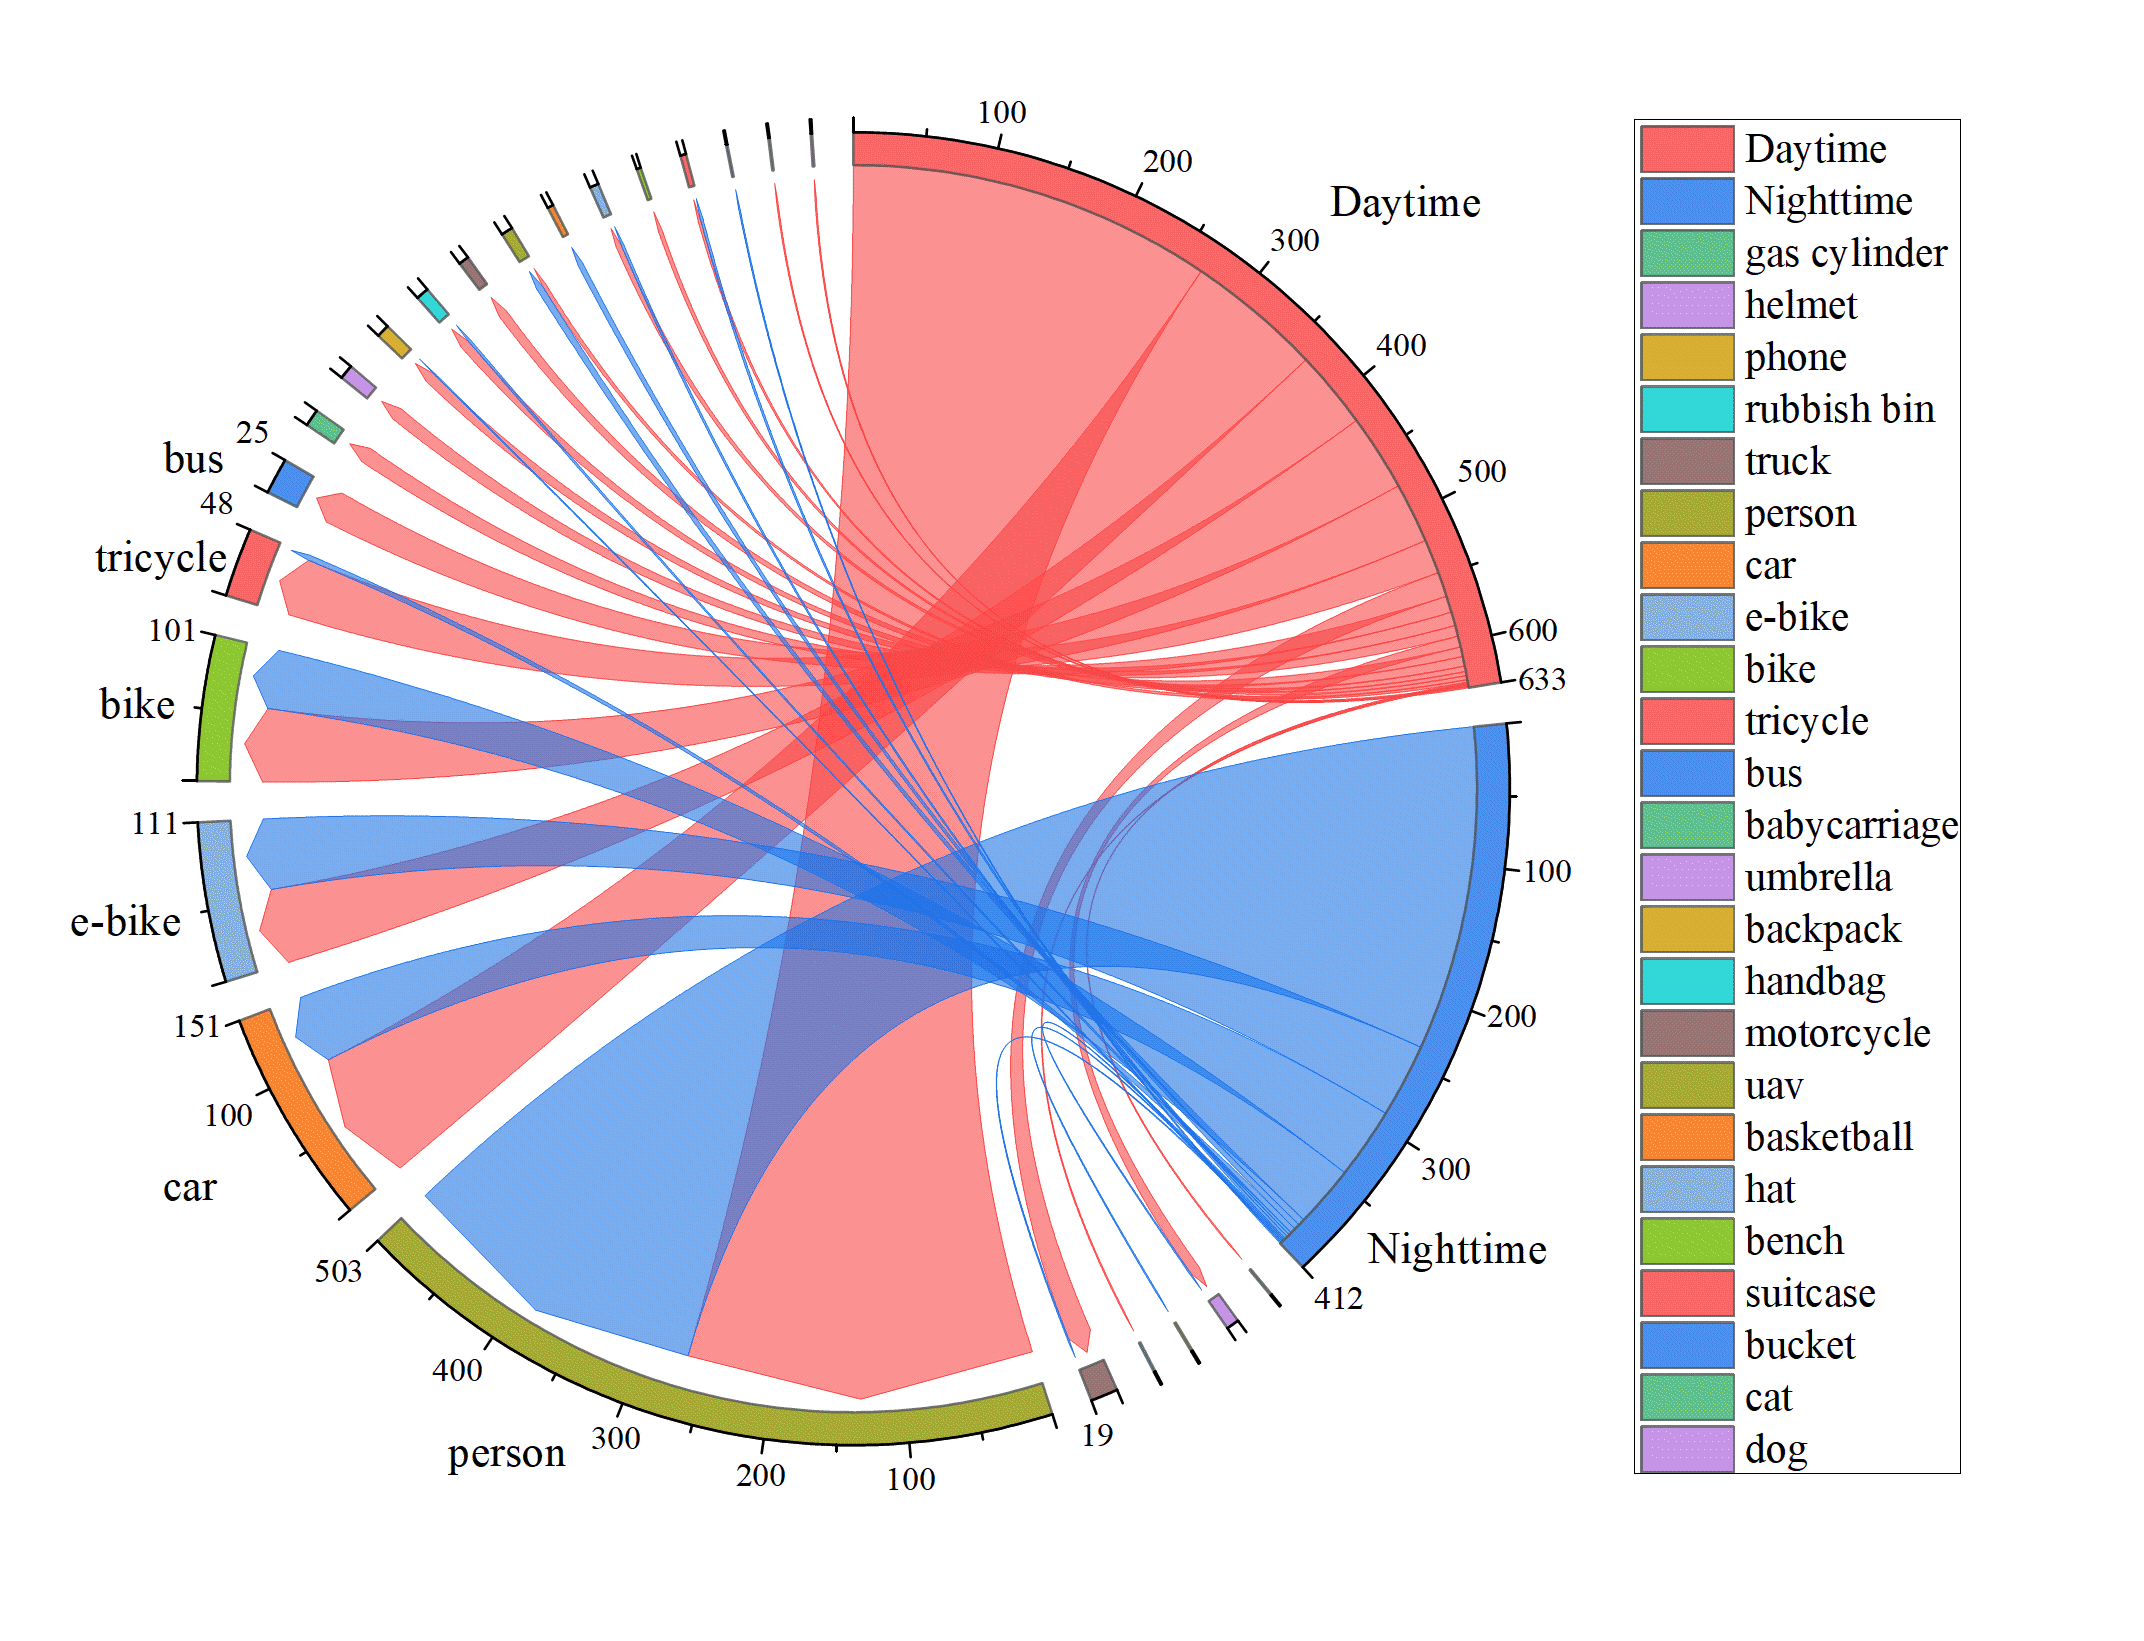 100
200
Daytime
300
400
500
600
633
100
200
300
Nighttime
412
19
100
200
300
person
400
503
car
100
151
e-bike
111
bike
101
tricycle
48
bus
25
Daytime
Nighttime
gas cylinder
helmet
phone
rubbish bin
truck
person
car
e-bike
bike
tricycle
bus
babycarriage
umbrella
backpack
handbag
motorcycle
uav
basketball
hat
bench
suitcase
bucket
cat
dog